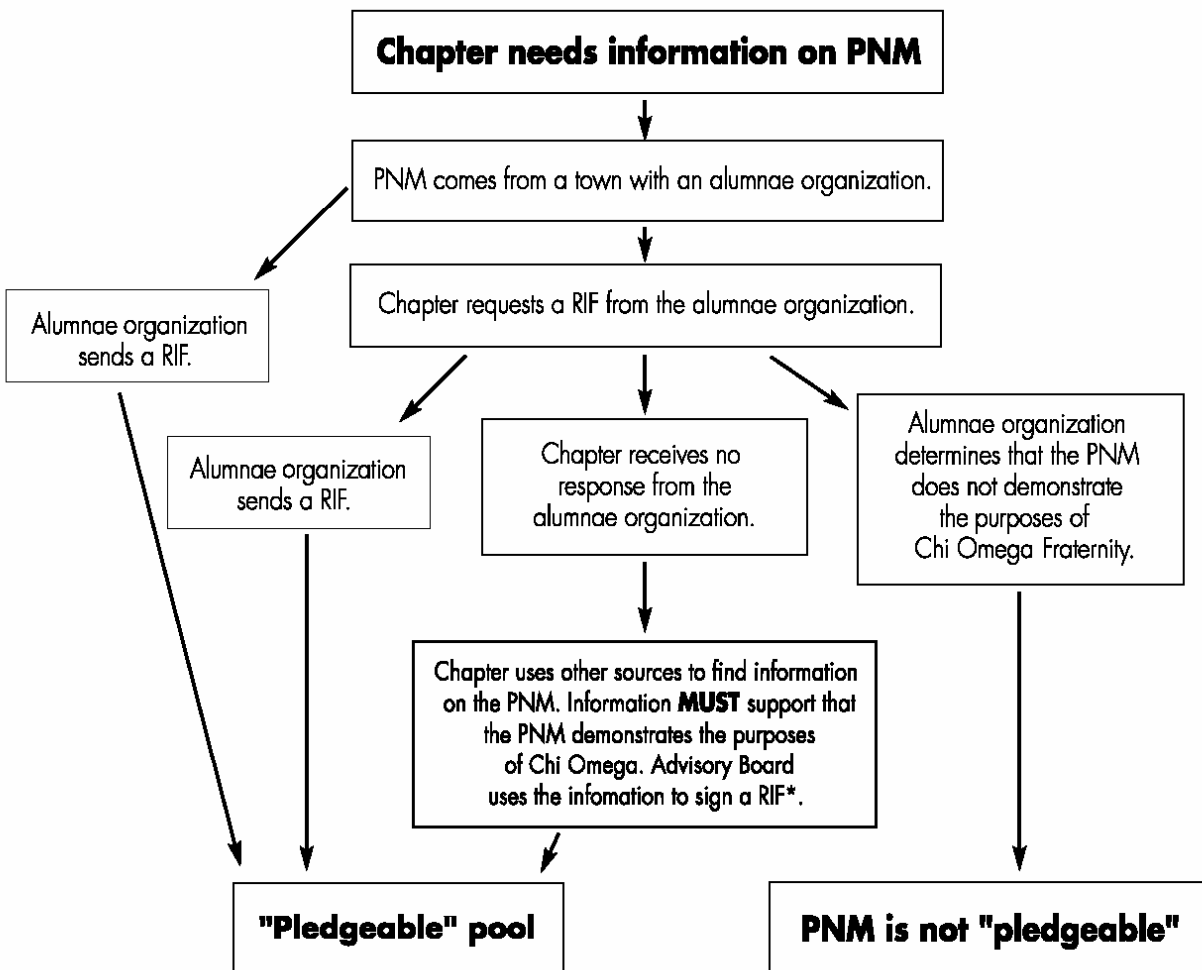 Chapter needs information on PNM
PNM comes from a town with an alumnae organization.
Chapter requests a RIF from the alumnae organization.
Alumnae organization
sends a RIF.
Alumnae organization
sends a RIF.
Chapter receives no
response from the
alumnae organization.
Alumnae organization
determines that the PNM
does not demonstrate
the purposes of
Chi Omega Fraternity.
Chapter uses other sources to find information
on the PNM. Information MUST support that
the PNM demonstrates the purposes
of Chi Omega. Advisory Board
uses the infomation to sign a RIF*.
"Pledgeable" pool
PNM is not "pledgeable"